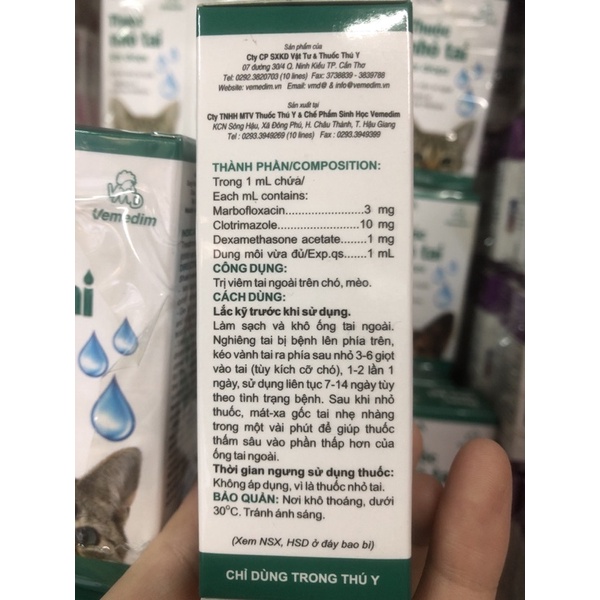 Sản phẩm của
Cty CP SXKD Vật Tư & Thuốc Thú Y
07 đường 30/4 Q. Ninh Kiều TP. Cần Thơ
Tel: 0292.3820703 (10 lines) Fax: 3738839 - 3839788
Website: vemedim.vn Email: vmd@ & info@vemedim.vn
Sản xuất tại
Cty TNHH MTV Thuốc Thú Y & Chế Phẩm Sinh Học Vemedim
KCN Sông Hậu, Xã Đông Phú, H. Châu Thành, T. Hậu Giang
Tel : 0293.3949269 (10 lines) Fax : 0293.3949399
THÀNH PHẦN/COMPOSITION:
Trong 1 mL chứa/
Each mL contains:
Marbofloxacin....................3 mg
Clotrimazole.....................10 mg
Dexamethasone acetate.......1 mg
Dung môi vừa đủ/Exp.qs......1 mL
CÔNG DỤNG:
Trị viêm tai ngoài trên chó, mèo.
CÁCH DÙNG:
Lắc kỹ trước khi sử dụng.
Làm sạch và khô ống tai ngoài.
Nghiêng tai bị bệnh lên phía trên,
kéo vành tai ra phía sau nhỏ 3-6 giọt
vào tai (tùy kích cỡ chó), 1-2 lần 1
ngày, sử dụng liên tục 7-14 ngày tùy
theo tình trạng bệnh. Sau khi nhỏ
thuốc, mát-xa gốc tai nhẹ nhàng
trong một vài phút để giúp thuốc
thấm sâu vào phần thấp hơn của
ống tai ngoài.
Thời gian ngưng sử dụng thuốc:
Không áp dụng, vì là thuốc nhỏ tai.
BẢO QUẢN: Nơi khô thoáng, dưới
30°C. Tránh ánh sáng.
(Xem NSX, HSD ở đáy bao bì)
CHỈ DÙNG TRONG THÚ Y
VMD
Vemedim
Thuốc
nhỏ tai
nhỏ tai